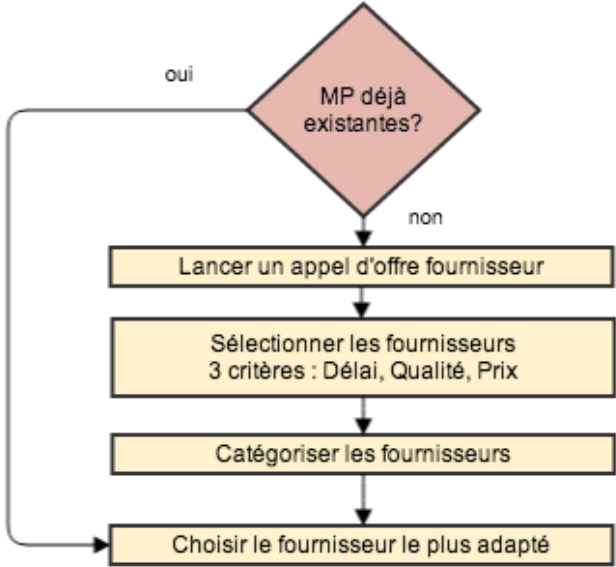 oui
MP déjà
existantes?
non
Lancer un appel d'offre fournisseur
Sélectionner les fournisseurs
3 critères : Délai, Qualité, Prix
Catégoriser les fournisseurs
Choisir le fournisseur le plus adapté